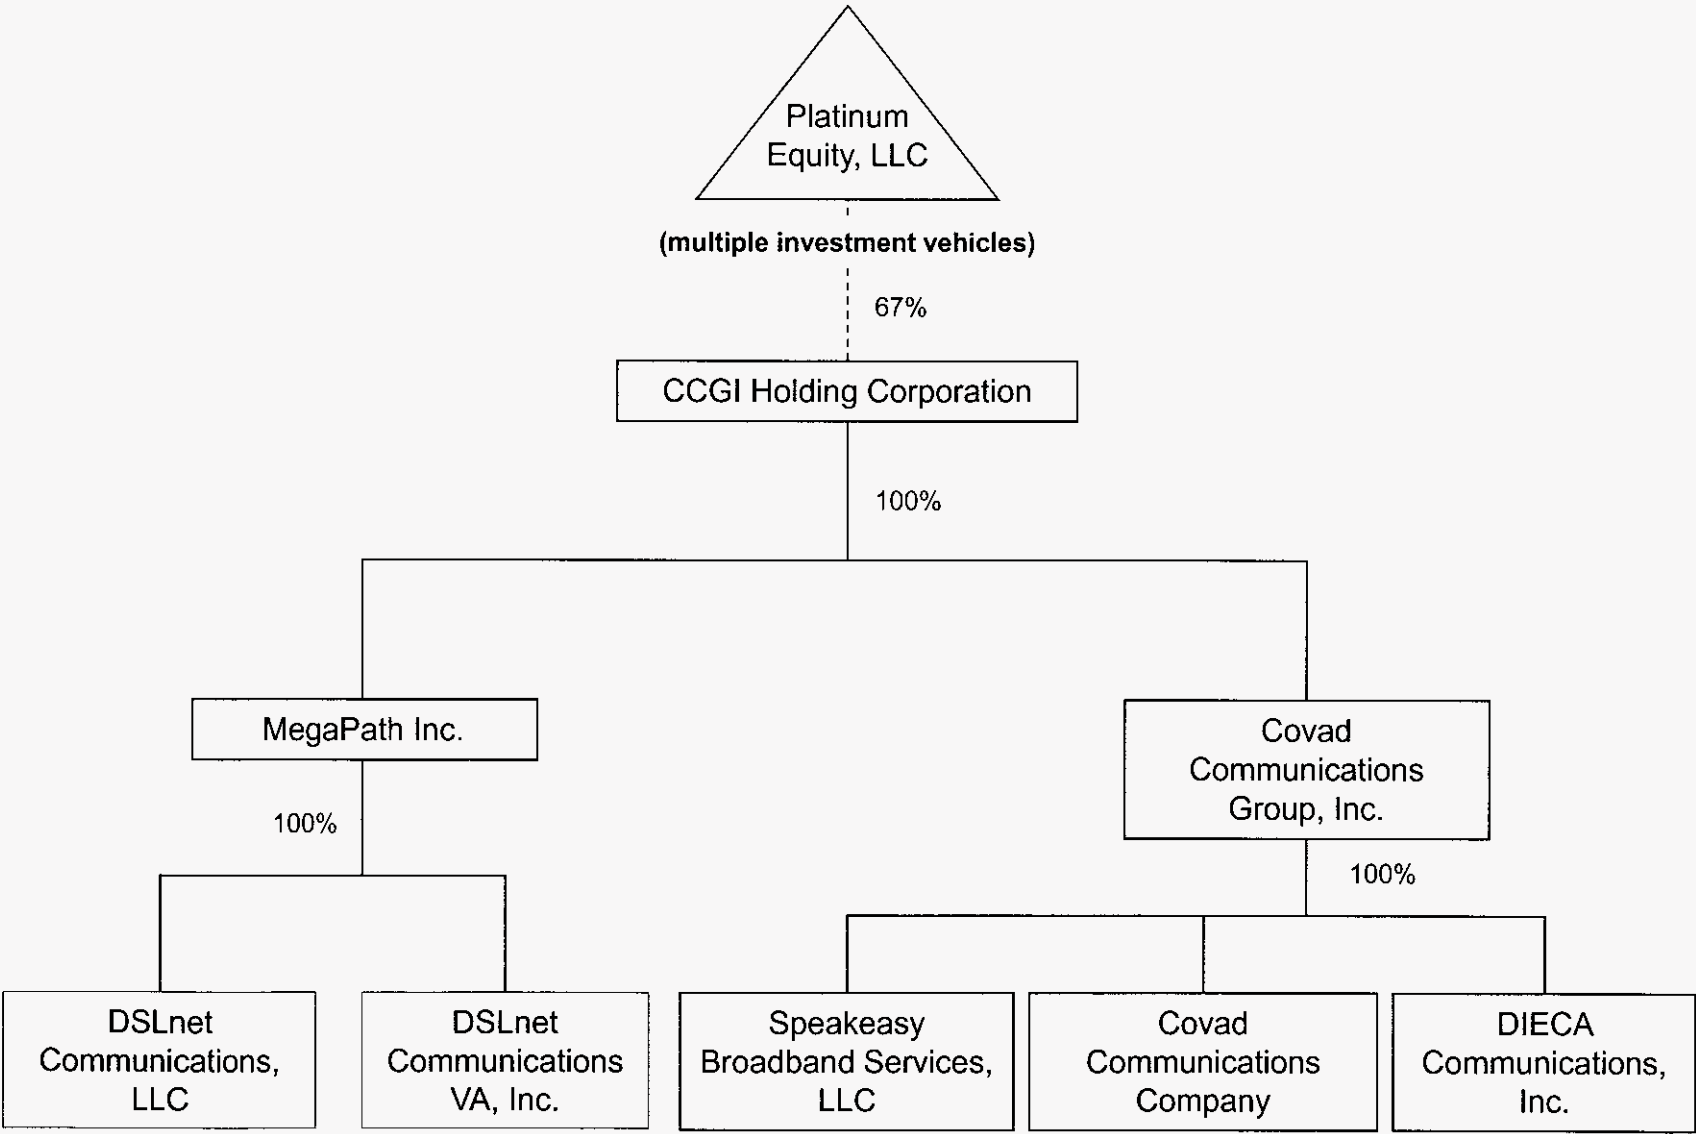 Platinum
Equity, LLC
(multiple investment vehicles)
67%
CCGI Holding Corporation
100%
MegaPath Inc.
Covad
Communications
Group, Inc.
100%
100%
DSLnet
Communications,
LLC
DSLnet
Communications
VA, Inc.
Speakeasy
Broadband Services,
LLC
Covad
Communications
Company
DIECA
Communications,
Inc.